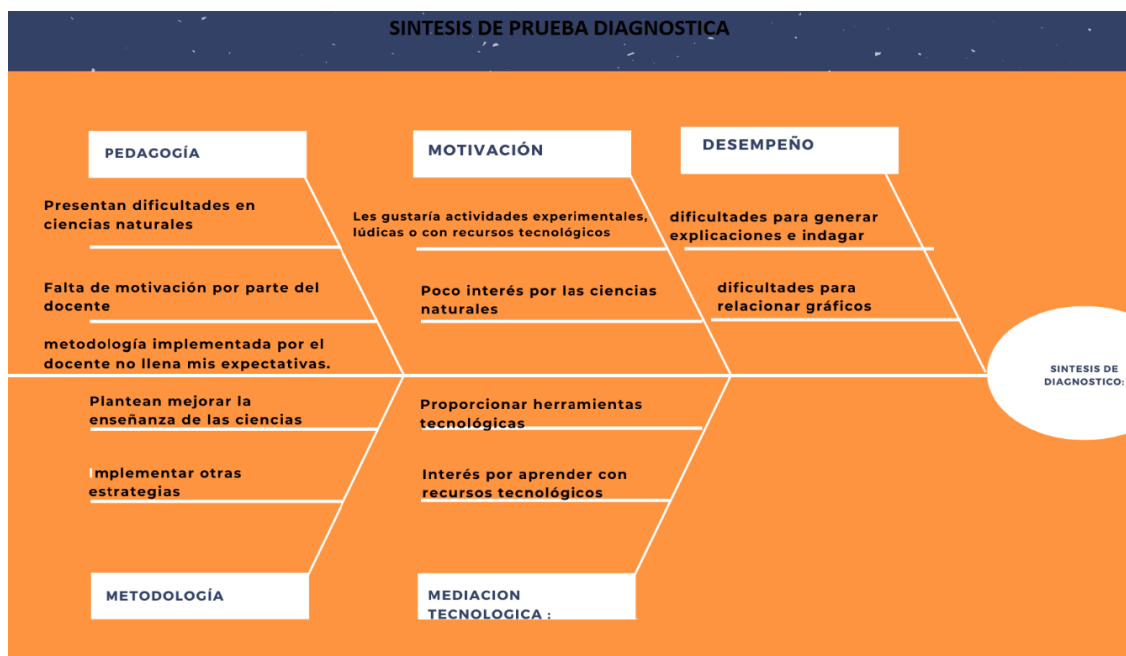 SINTESIS DE PRUEBA DIAGNOSTICA
PEDAGOGÍA
Presentan dificultades en
ciencias naturales
Falta de motivación por parte del
docente
metodología implementada por el
docente no llena mis expectativas.
MOTIVACIÓN
Les gustaría actividades experimentales,
lúdicas o con recursos tecnológicos
Poco interés por las ciencias
naturales
DESEMPEÑO
dificultades para generar
explicaciones e indagar
dificultades para
relacionar gráficos
SINTESIS DE
DIAGNOSTICO:
Plantean mejorar la
enseñanza de las ciencias
Implementar otras
estrategias
METODOLOGÍA
Proporcionar herramientas
tecnológicas
Interés por aprender con
recursos tecnológicos
MEDIACION
TECNOLOGICA :